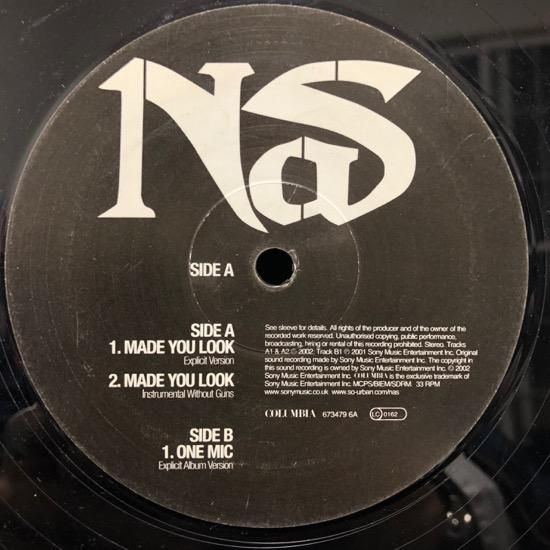 NaS
SIDE A
SIDE A
1. MADE YOU LOOK
Explicit Version
2. MADE YOU LOOK
Instrumental Without Guns
SIDE B
1. ONE MIC
Explicit Album Version
See sleeve for details. All rights of the producer and of the owner of the
recorded work reserved. Unauthorised copying, public performance,
broadcasting, hiring or rental of this recording prohibited. Stereo. Tracks
A1 & A2 ℗ 2002; Track B1 ℗ 2001 Sony Music Entertainment Inc. Original
sound recording made by Sony Music Entertainment Inc. The copyright in
this sound recording is owned by Sony Music Entertainment Inc. © 2002
Sony Music Entertainment Inc. COLUMBIA is the exclusive trademark of
Sony Music Entertainment Inc. MCPS/BIEM/SDRM. 33 RPM
www.sonymusic.co.uk www.so-urban.com/nas
COLUMBIA 673479 6A LC 0162